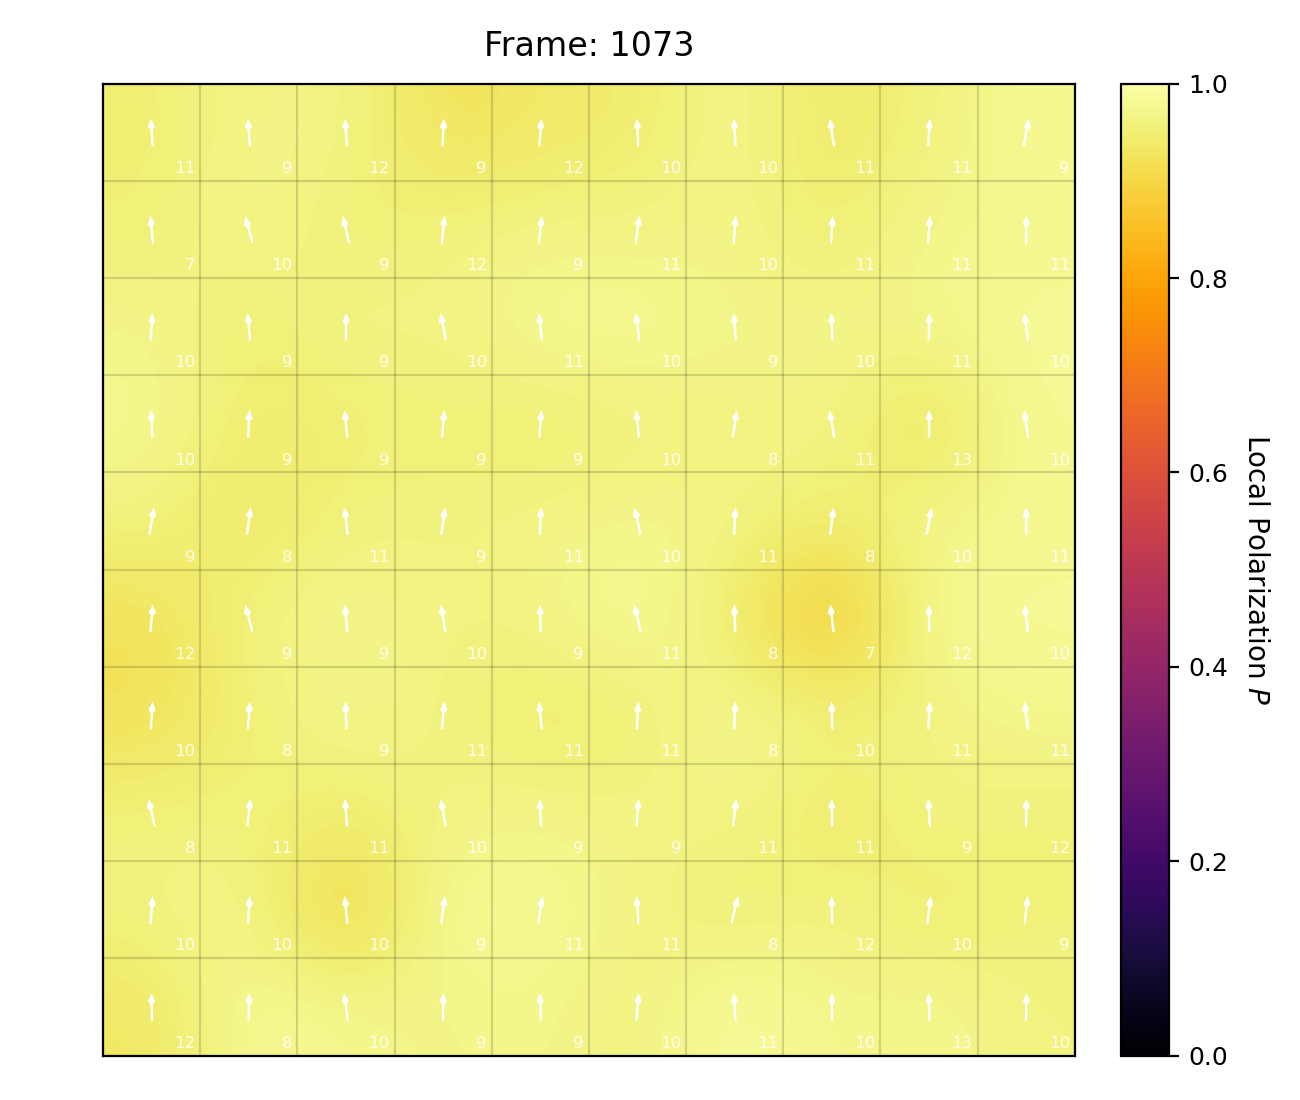 Frame: 1073
11 9 12 9 12 10 10 11 11 9
7 10 9 12 9 11 10 11 11 11
10 9 9 10 11 10 9 10 11 10
10 9 9 9 9 10 8 11 13 10
9 8 11 9 11 10 11 8 10 11
12 9 9 10 9 11 8 7 12 10
10 8 9 11 11 11 8 10 11 11
8 11 11 10 9 9 11 11 9 12
10 10 10 9 11 11 8 12 10 9
12 8 10 9 9 10 11 10 13 10
1.0
0.8
0.6
0.4
0.2
0.0
Local Polarization P